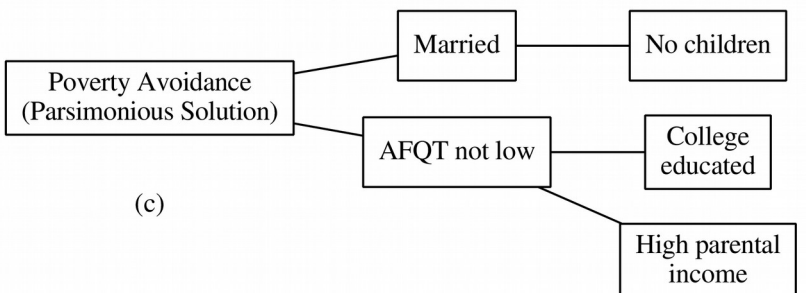 Poverty Avoidance
(Parsimonious Solution)
Married
No children
AFQT not low
College
educated
High parental
income
(c)